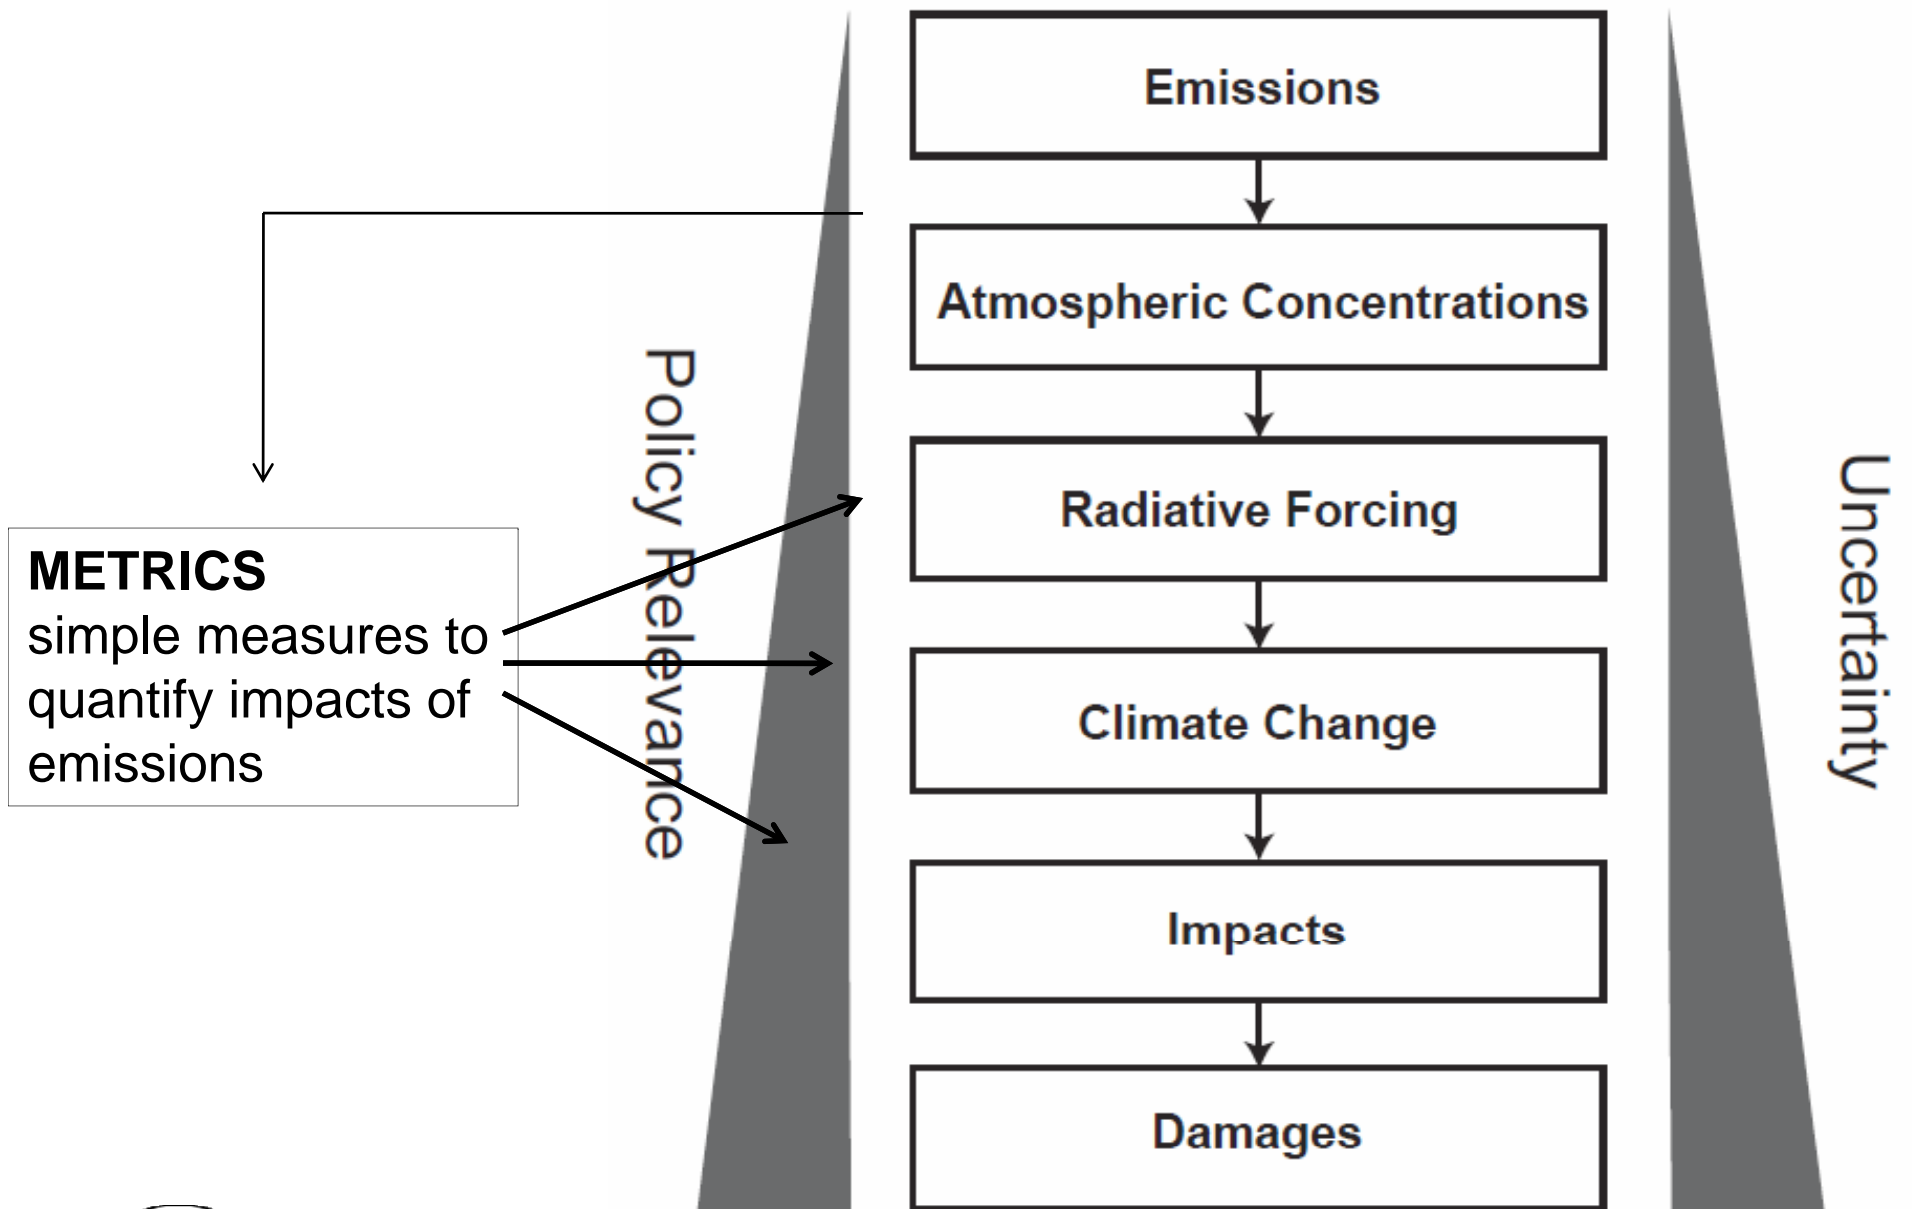 Emissions
Atmospheric Concentrations
Policy Relevance
Radiative Forcing
Uncertainty
METRICS
simple measures to
quantify impacts of
emissions
Climate Change
Impacts
Damages